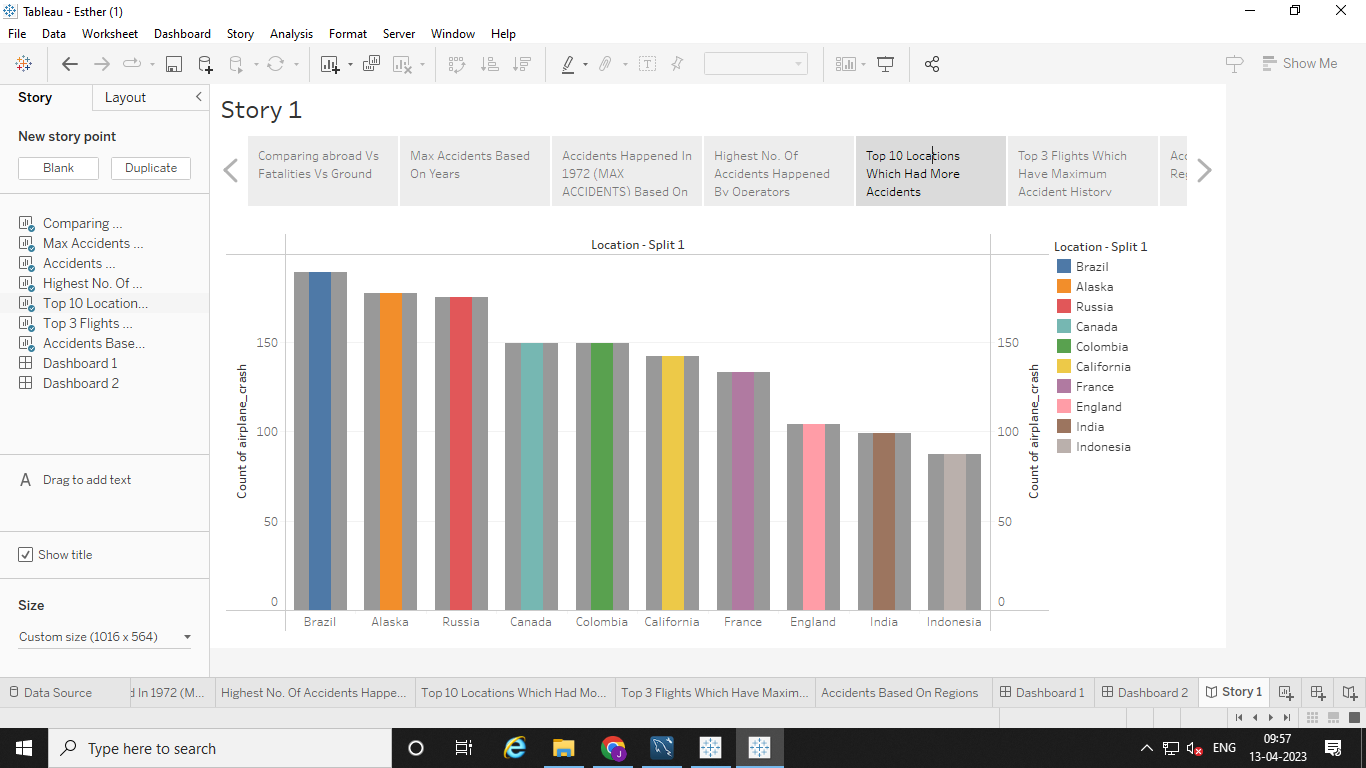 Tableau - Esther (1)
File Data Worksheet Dashboard Story Analysis Format Server Window Help
Show Me
Story Layout
New story point
Blank Duplicate
Comparing ...
Max Accidents ...
Accidents ...
Highest No. Of ...
Top 10 Location...
Top 3 Flights ...
Accidents Base...
Dashboard 1
Dashboard 2
A Drag to add text
Show title
Size
Custom size (1016 x 564)
Story 1
Comparing abroad Vs
Fatalities Vs Ground
Max Accidents Based
On Years
Accidents Happened In
1972 (MAX
ACCIDENTS) Based On
Highest No. Of
Accidents Happened
By Operators
Top 10 Locations
Which Had More
Accidents
Top 3 Flights Which
Have Maximum
Accident History
Acc
Reg
Location - Split 1
Count of airplane_crash
150
100
50
0
Brazil Alaska Russia Canada Colombia California France England India Indonesia
150
100
50
0
Count of airplane_crash
Location - Split 1
Brazil
Alaska
Russia
Canada
Colombia
California
France
England
India
Indonesia
Data Source d In 1972 (M... Highest No. Of Accidents Happe... Top 10 Locations Which Had Mo... Top 3 Flights Which Have Maxim... Accidents Based On Regions Dashboard 1 Dashboard 2 Story 1
Type here to search
J
ENG
09:57
13-04-2023